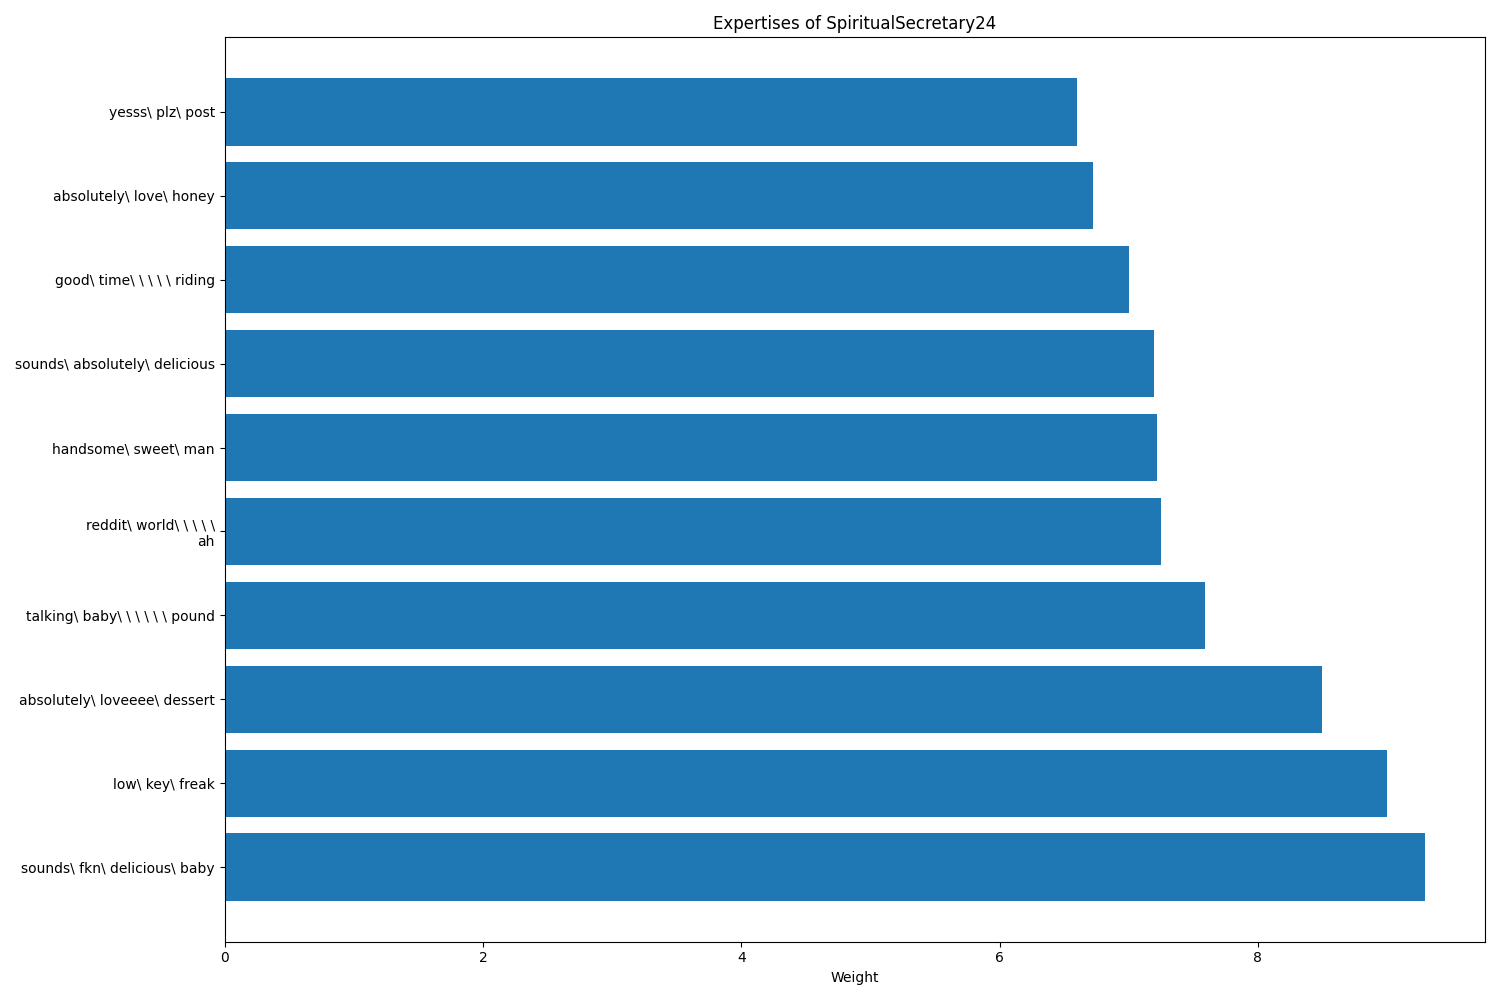 Expertises of SpiritualSecretary24
yesss\ plz\ post
absolutely\ love\ honey
good\ time\ \ \ \ \ riding
sounds\ absolutely\ delicious
handsome\ sweet\ man
reddit\ world\ \ \ \ \
ah
talking\ baby\ \ \ \ \ \ pound
absolutely\ loveeee\ dessert
low\ key\ freak
sounds\ fkn\ delicious\ baby
0 2 4 6 8
Weight